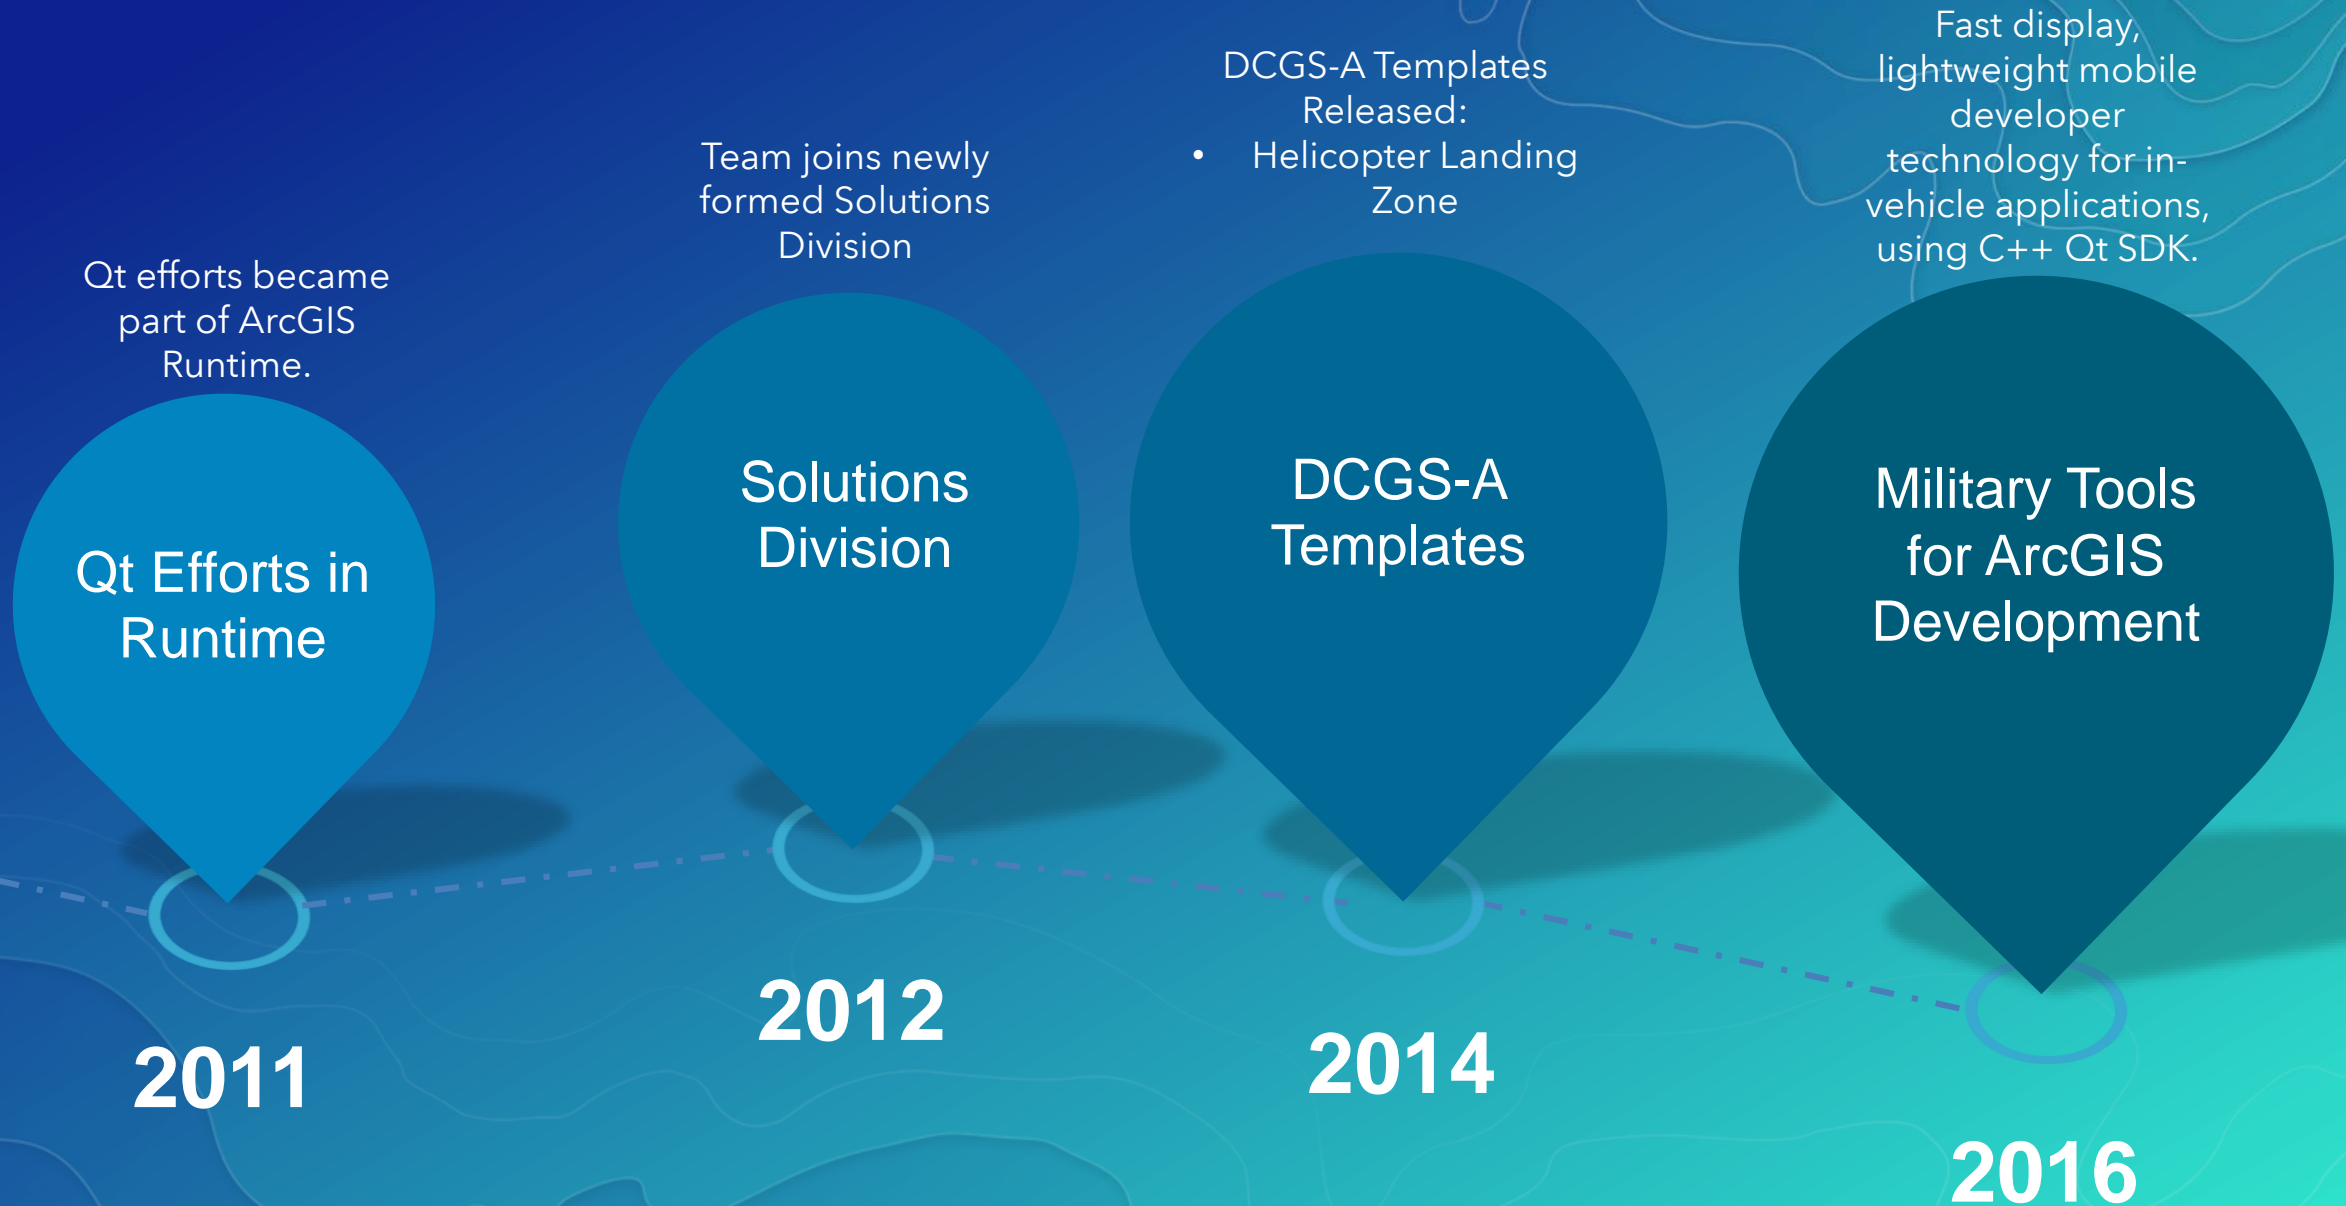 Qt efforts became
part of ArcGIS
Runtime.
Qt Efforts in
Runtime
2011
Team joins newly
formed Solutions
Division
Solutions
Division
2012
DCGS-A Templates
Released:
• Helicopter Landing
Zone
DCGS-A
Templates
2014
Fast display,
lightweight mobile
developer
technology for in-
vehicle applications,
using C++ Qt SDK.
Military Tools
for ArcGIS
Development
2016